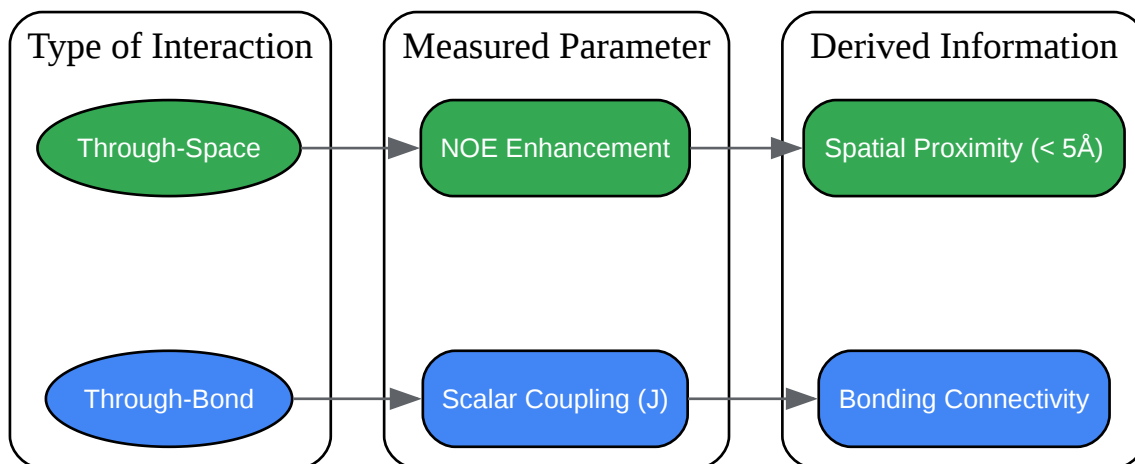 Type of Interaction
Measured Parameter
Derived Information
Through-Space
NOE Enhancement
Spatial Proximity (< 5Å)
Through-Bond
Scalar Coupling (J)
Bonding Connectivity